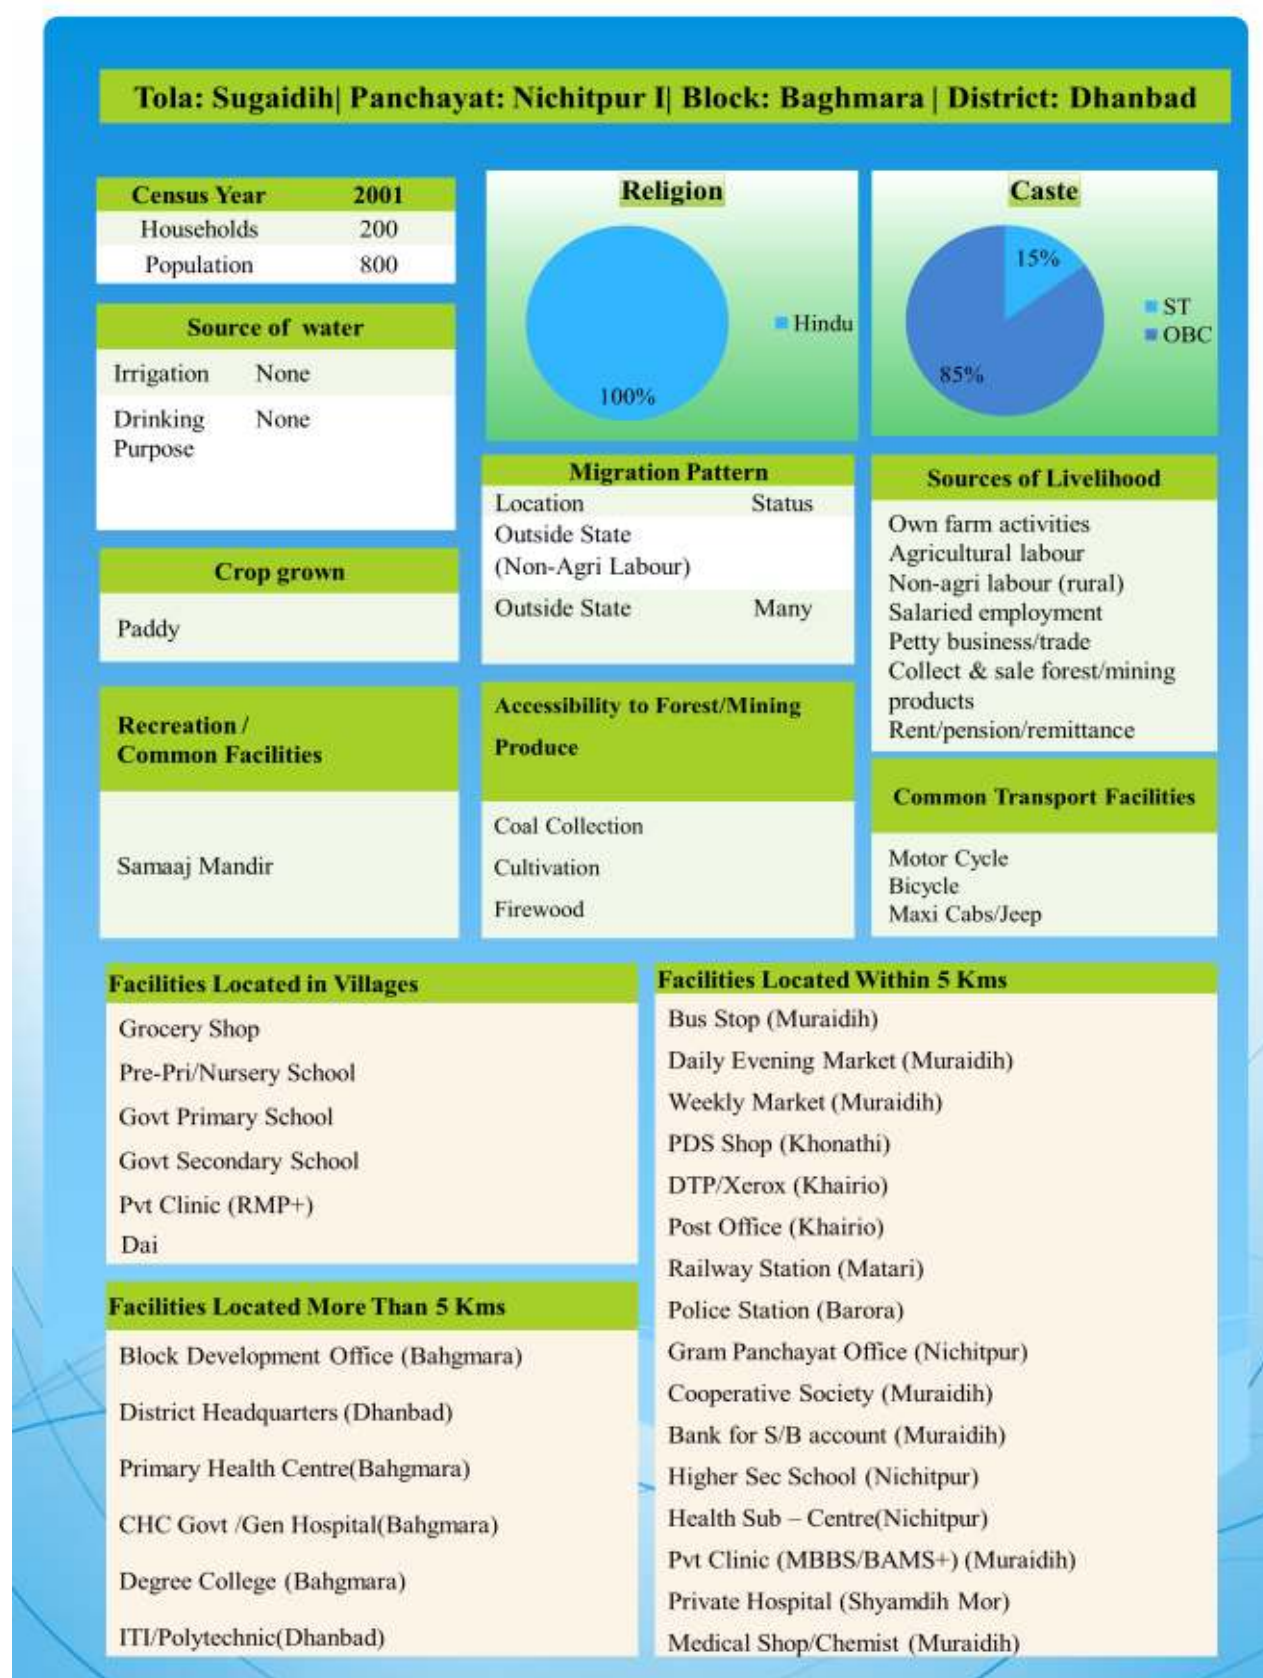 Tola: Sugaidih| Panchayat: Nichitpur I| Block: Baghmara | District: Dhanbad
Census Year 2001
Households 200
Population 800
Source of water
Irrigation None
Drinking None
Purpose
Crop grown
Paddy
Recreation /
Common Facilities
Samaaj Mandir
Religion
100%
Hindu
Caste
15%
85%
ST
OBC
Migration Pattern
Location Status
Outside State
(Non-Agri Labour)
Outside State Many
Accessibility to Forest/Mining
Produce
Coal Collection
Cultivation
Firewood
Sources of Livelihood
Own farm activities
Agricultural labour
Non-agri labour (rural)
Salaried employment
Petty business/trade
Collect & sale forest/mining
products
Rent/pension/remittance
Common Transport Facilities
Motor Cycle
Bicycle
Maxi Cabs/Jeep
Facilities Located in Villages
Grocery Shop
Pre-Pri/Nursery School
Govt Primary School
Govt Secondary School
Pvt Clinic (RMP+)
Dai
Facilities Located More Than 5 Kms
Block Development Office (Bahgmara)
District Headquarters (Dhanbad)
Primary Health Centre(Bahgmara)
CHC Govt /Gen Hospital(Bahgmara)
Degree College (Bahgmara)
ITI/Polytechnic(Dhanbad)
Facilities Located Within 5 Kms
Bus Stop (Muraidih)
Daily Evening Market (Muraidih)
Weekly Market (Muraidih)
PDS Shop (Khonathi)
DTP/Xerox (Khairio)
Post Office (Khairio)
Railway Station (Matari)
Police Station (Barora)
Gram Panchayat Office (Nichitpur)
Cooperative Society (Muraidih)
Bank for S/B account (Muraidih)
Higher Sec School (Nichitpur)
Health Sub – Centre(Nichitpur)
Pvt Clinic (MBBS/BAMS+) (Muraidih)
Private Hospital (Shyamdih Mor)
Medical Shop/Chemist (Muraidih)